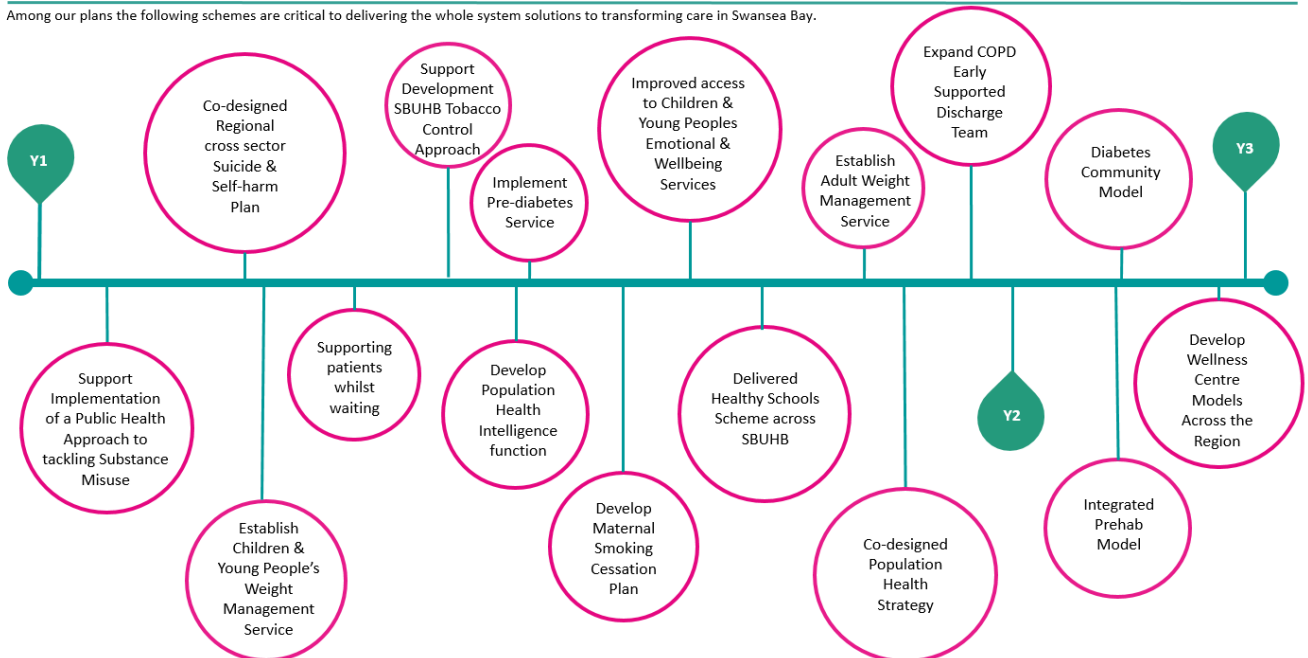 Among our plans the following schemes are critical to delivering the whole system solutions to transforming care in Swansea Bay.
Y1
Co-designed
Regional
cross sector
Suicide &
Self-harm
Plan
Support
Development
SBUHB Tobacco
Control
Approach
Implement
Pre-diabetes
Service
Improved access
to Children &
Young Peoples
Emotional &
Wellbeing
Services
Establish
Adult Weight
Management
Service
Expand COPD
Early
Supported
Discharge
Team
Diabetes
Community
Model
Y3
Support
Implementation
of a Public Health
Approach to
tackling Substance
Misuse
Establish
Children &
Young People’s
Weight
Management
Service
Supporting
patients
whilst
waiting
Develop
Population
Health
Intelligence
function
Develop
Maternal
Smoking
Cessation
Plan
Delivered
Healthy Schools
Scheme across
SBUHB
Co-designed
Population
Health
Strategy
Y2
Integrated
Prehab
Model
Develop
Wellness
Centre
Models
Across the
Region